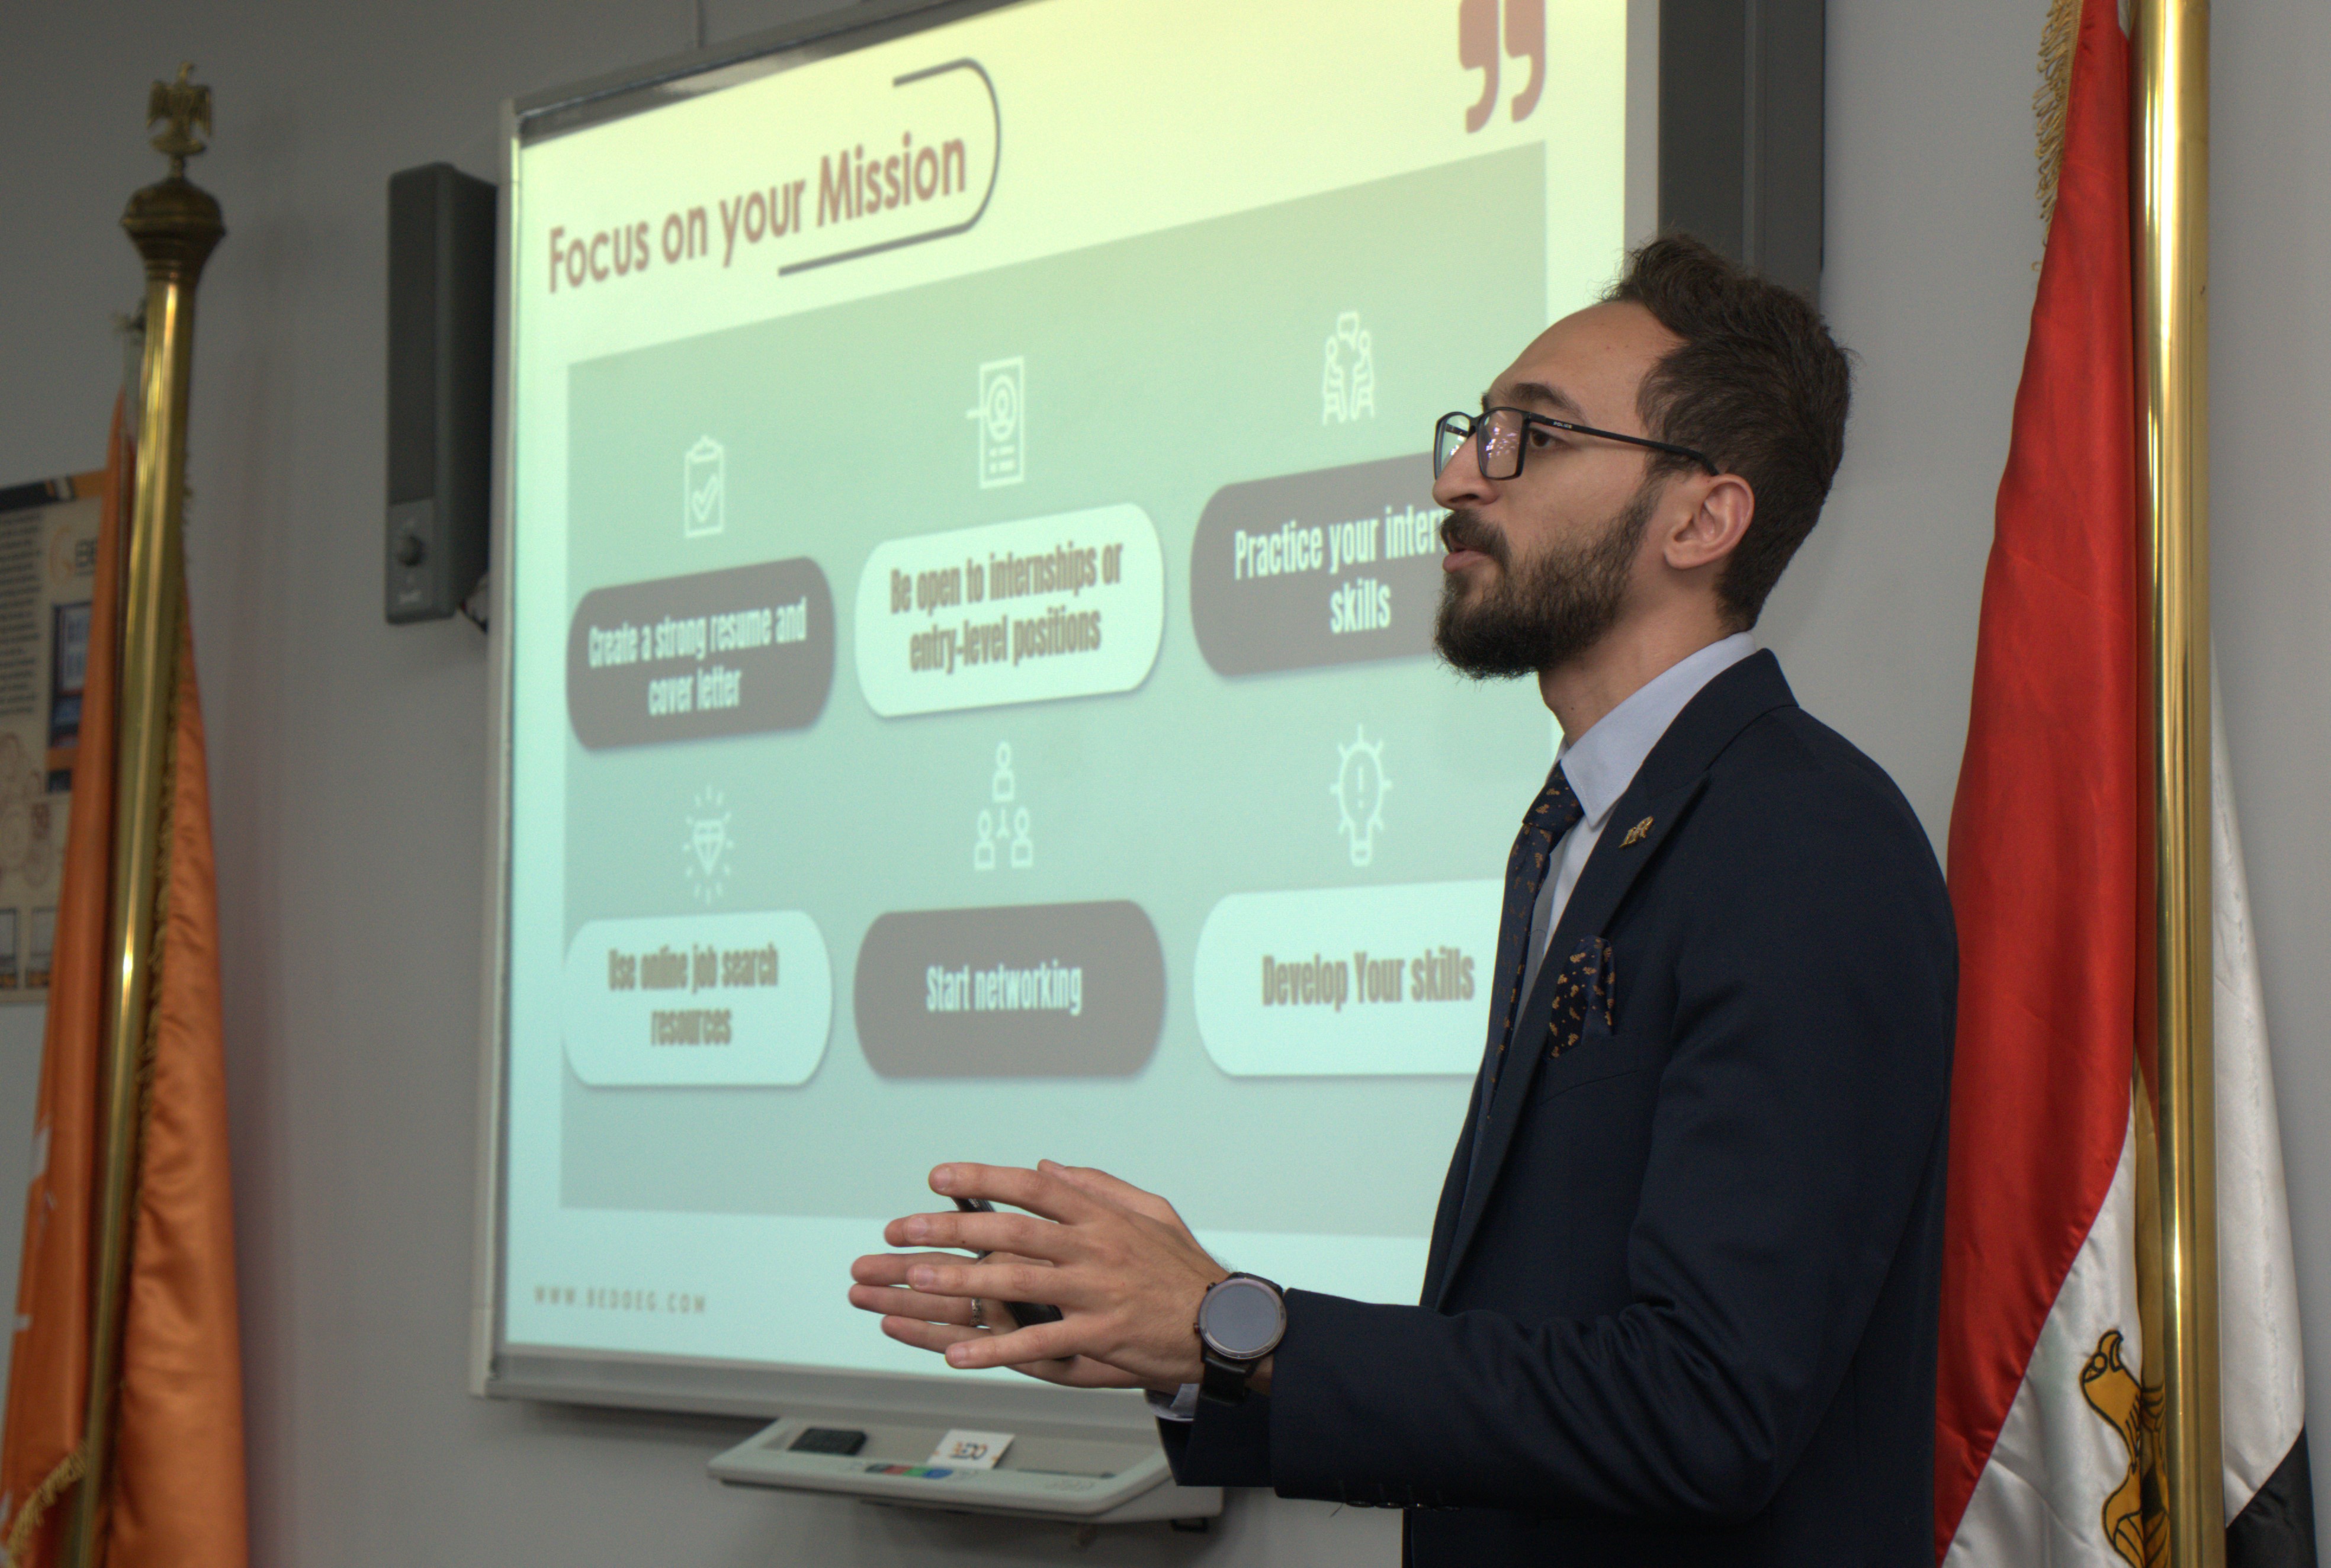 Focus on your Mission
Create a strong resume and
cover letter
Be open to internships or
entry-level positions
Practice your inter
skills
Use online job search
resources
Start networking
Develop Your skills
WWW.BEDOEG.COM
BEDO